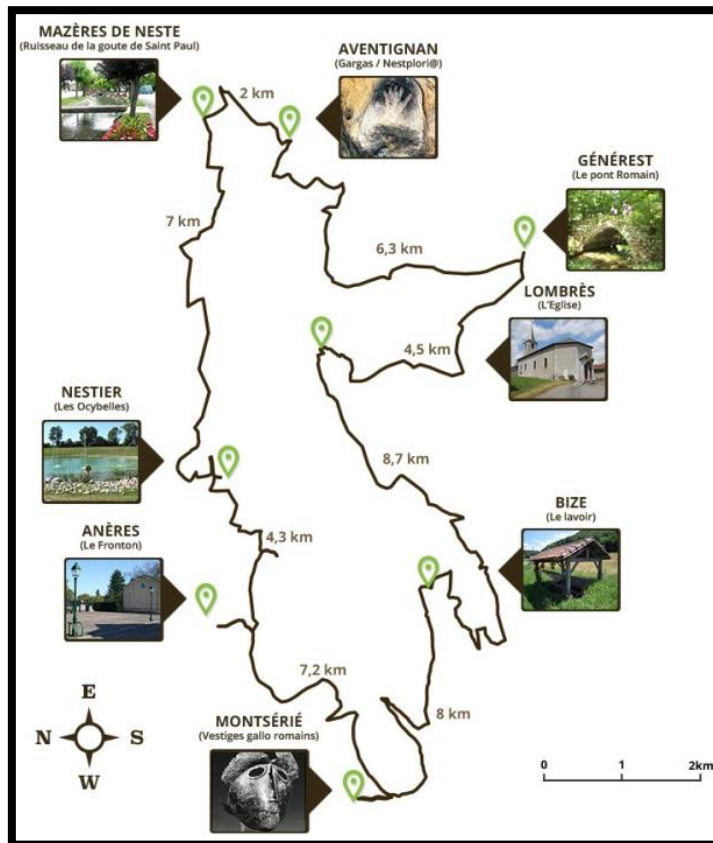 MAZÈRES DE NESTE
(Ruisseau de la goute de Saint Paul)
AVENTIGNAN
(Gargas / Nestplori@)
2 km
GÉNÉREST
(Le pont Romain)
7 km
6,3 km
LOMBRÈS
(L'Eglise)
4,5 km
NESTIER
(Les Ocybelles)
8,7 km
BIZE
(Le lavoir)
ANÈRES
(Le Fronton)
4,3 km
7,2 km
8 km
MONTSÉRIÉ
(Vestiges gallo romains)
E
N S
W
0 1 2km